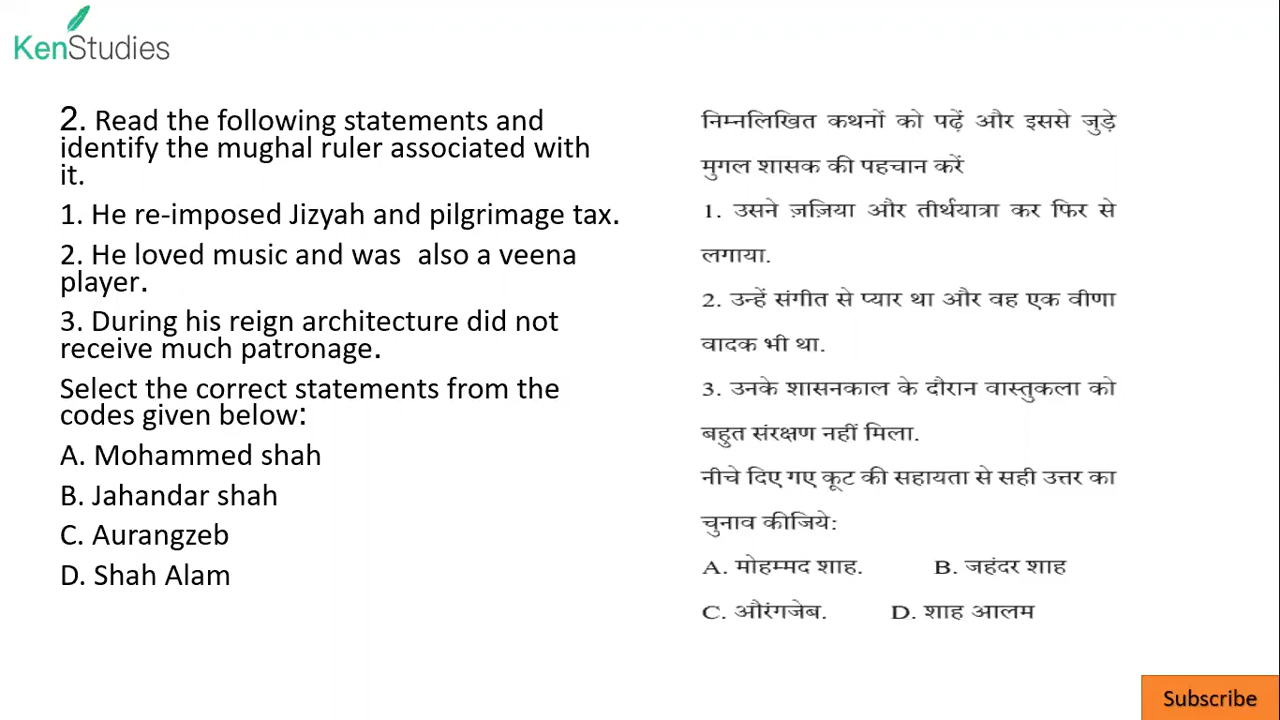 KenStudies
2. Read the following statements and
identify the mughal ruler associated with
it.
1. He re-imposed Jizyah and pilgrimage tax.
2. He loved music and was also a veena
player.
3. During his reign architecture did not
receive much patronage.
Select the correct statements from the
codes given below:
A. Mohammed shah
B. Jahandar shah
C. Aurangzeb
D. Shah Alam
निम्नलिखित कथनों को पढ़ें और इससे जुड़े
मुगल शासक की पहचान करें
1. उसने ज़ज़िया और तीर्थयात्रा कर फिर से
लगाया.
2. उन्हें संगीत से प्यार था और वह एक वीणा
वादक भी था.
3. उनके शासनकाल के दौरान वास्तुकला को
बहुत संरक्षण नहीं मिला.
नीचे दिए गए कूट की सहायता से सही उत्तर का
चुनाव कीजिये:
A. मोहम्मद शाह. B. जहंदर शाह
C. औरंगजेब. D. शाह आलम
Subscribe